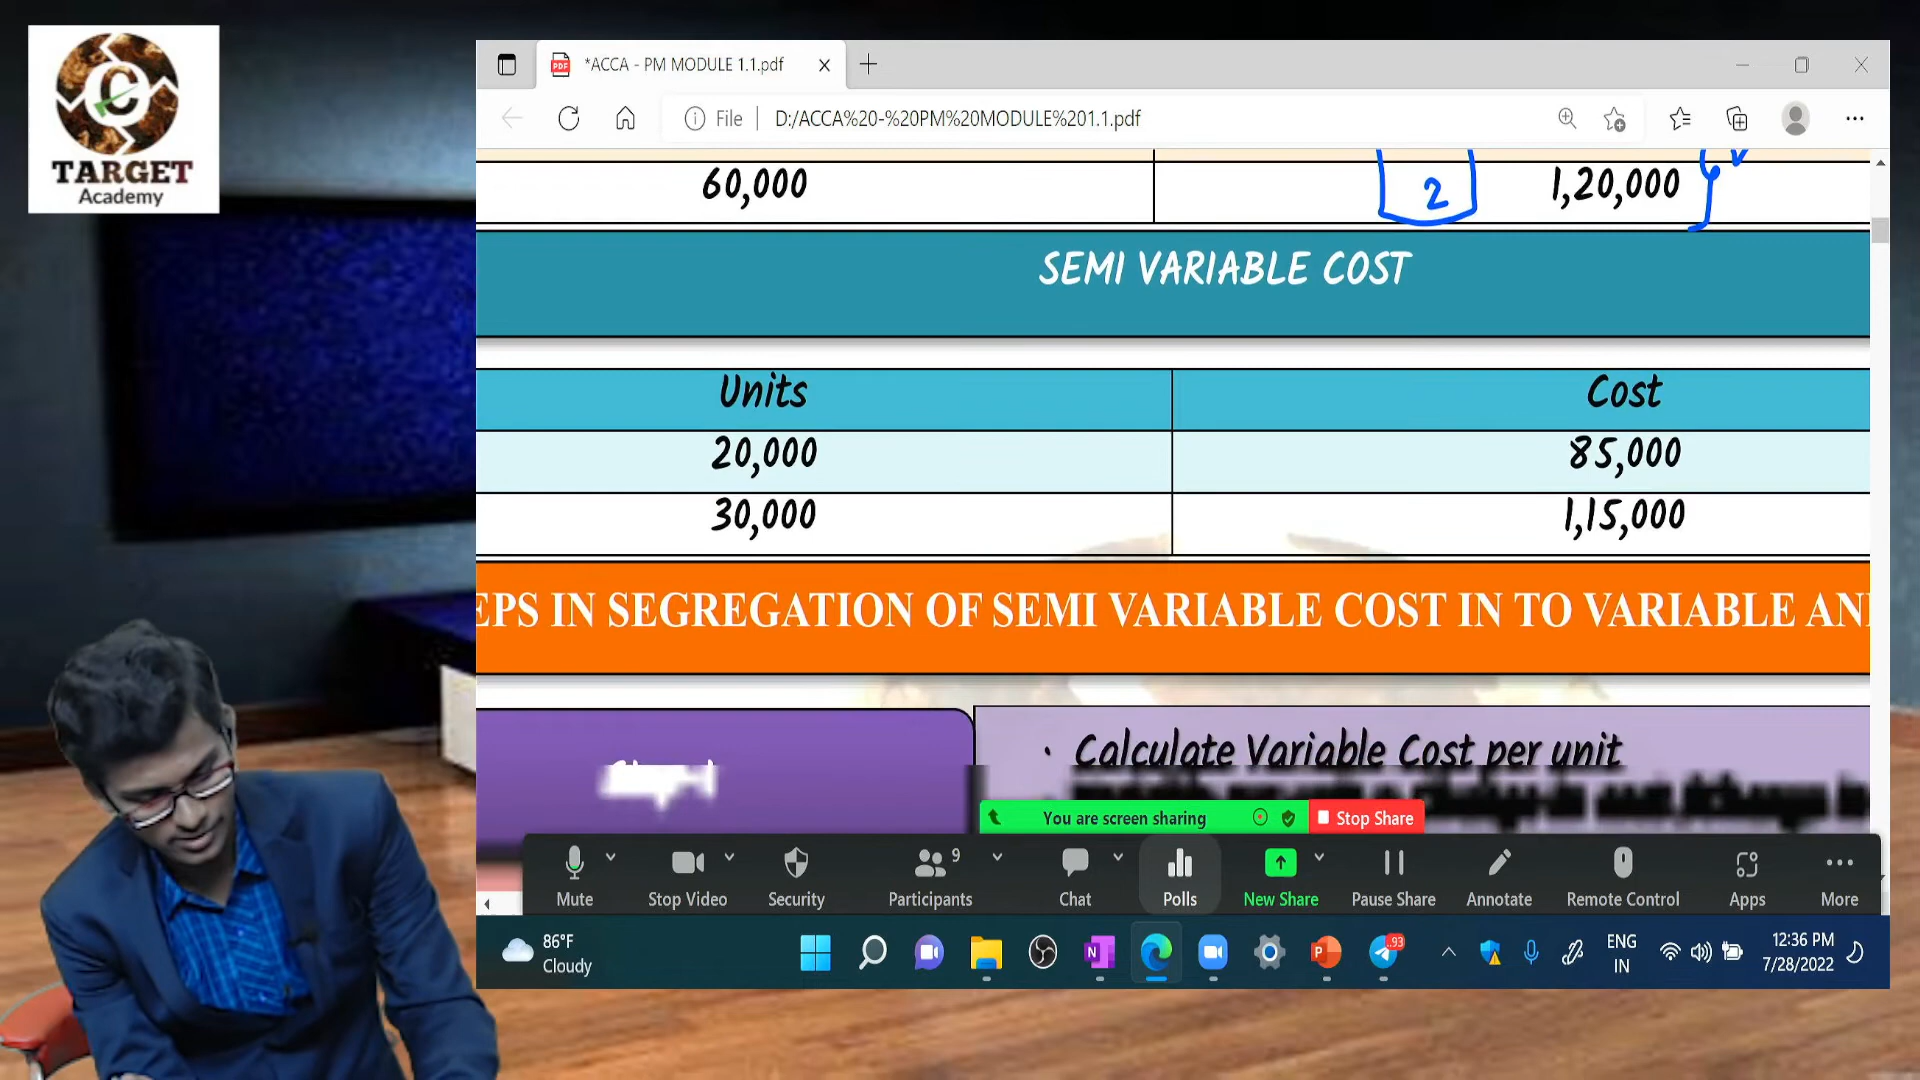 C
TARGET
Academy
*ACCA - PM MODULE 1.1.pdf
File D:/ACCA%20-%20PM%20MODULE%201.1.pdf
60,000 2 1,20,000
SEMI VARIABLE COST
Units Cost
20,000 85,000
30,000 1,15,000
EPS IN SEGREGATION OF SEMI VARIABLE COST IN TO VARIABLE AN
• Calculate Variable Cost per unit
You are screen sharing Stop Share
9
Mute Stop Video Security Participants Chat Polls New Share Pause Share Annotate Remote Control Apps More
86°F
Cloudy
..93
ENG
IN
12:36 PM
7/28/2022